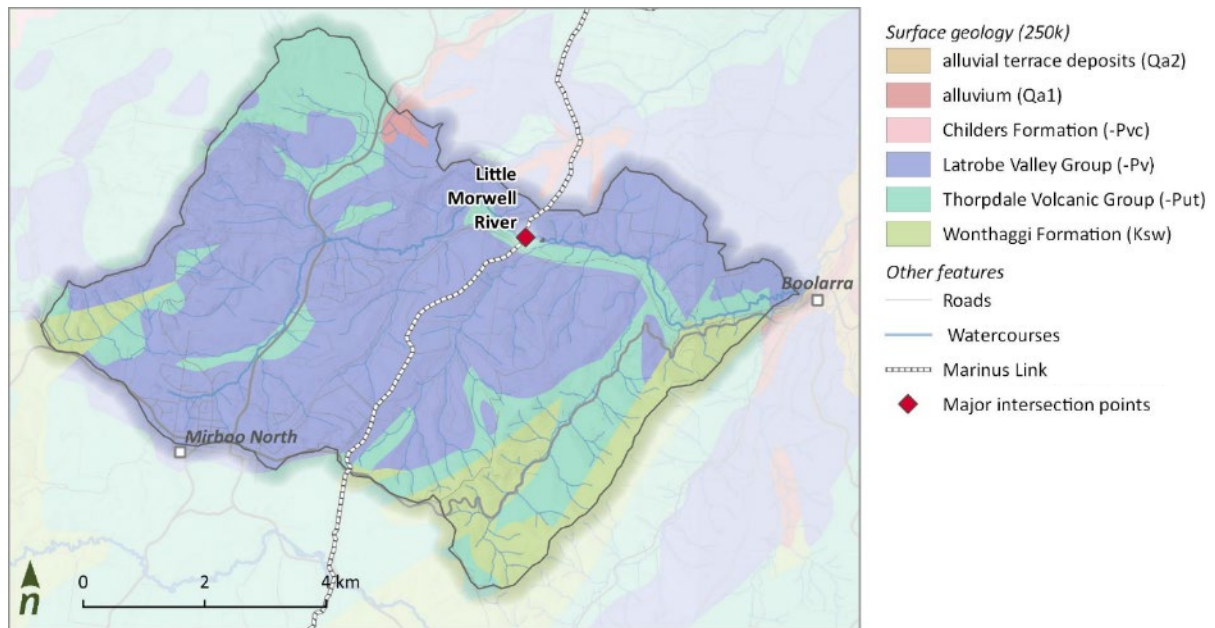 Little
Morwell
River
Boolarra
Mirboo North
0 2 4 km
n
Surface geology (250k)
alluvial terrace deposits (Qa2)
alluvium (Qa1)
Childers Formation (-Pvc)
Latrobe Valley Group (-Pv)
Thorpdale Volcanic Group (-Put)
Wonthaggi Formation (Ksw)
Other features
Roads
Watercourses
Marinus Link
Major intersection points